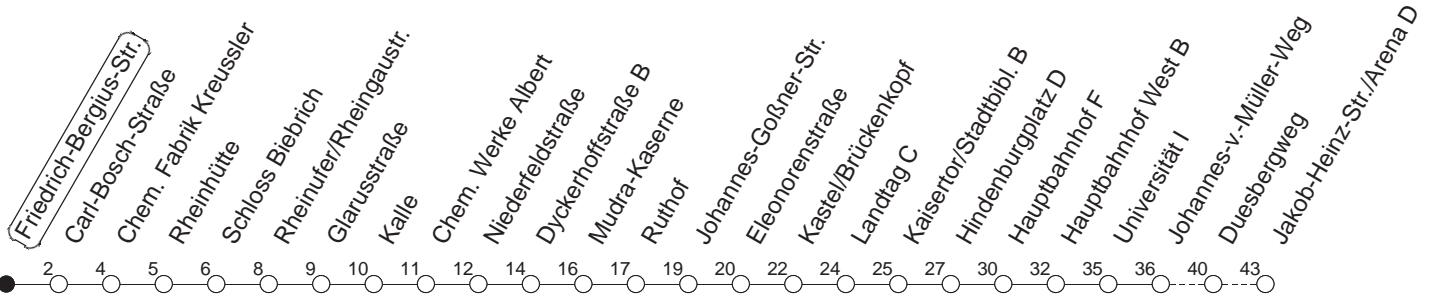 Friedrich-Bergius-Str.
Carl-Bosch-Straße
Chem. Fabrik Kreussler
Rheinhütte
Schloss Biebrich
Rheinufer/Rheingaustr.
Glarusstraße
Kalle
Chem. Werke Albert
Niederfeldstraße
Dyckerhoffstraße B
Mudra-Kaserne
Ruthof
Johannes-Goßner-Str.
Eleonorenstraße
Kastel/Brückenkopf
Landtag C
Kaisertor/Stadtbibl. B
Hindenburgplatz D
Hauptbahnhof F
Hauptbahnhof West B
Universität I
Johannes-v.-Müller-Weg
Duesbergweg
Jakob-Heinz-Str./Arena D
2 4 5 6 8 9 10 11 12 14 16 17 19 20 22 24 25 27 30 32 35 36 40 43